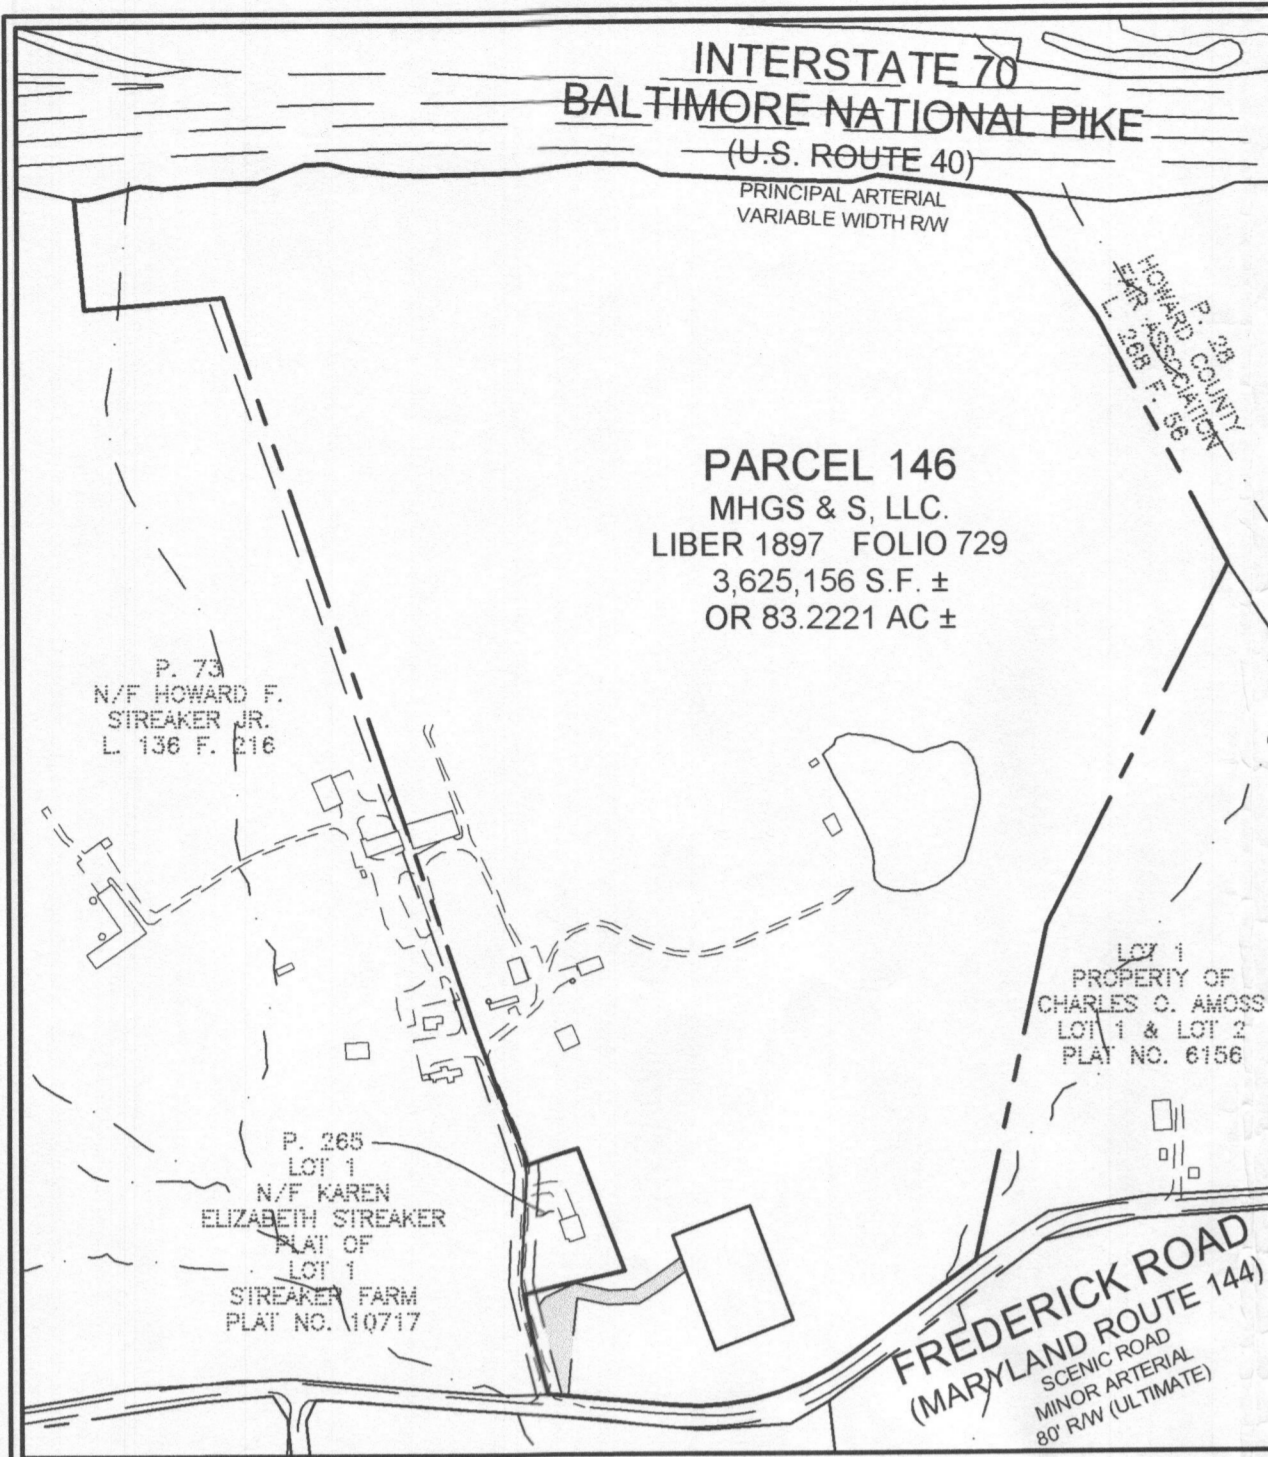 INTERSTATE 70
BALTIMORE NATIONAL PIKE
(U.S. ROUTE 40)
PRINCIPAL ARTERIAL
VARIABLE WIDTH R/W
P. 28
HOWARD COUNTY
FAIR ASSOCIATION
L. 268 F. 56
PARCEL 146
MHGS & S, LLC.
LIBER 1897 FOLIO 729
3,625,156 S.F. ±
OR 83.2221 AC ±
P. 73
N/F HOWARD F.
STREAKER JR.
L. 136 F. 216
LOT 1
PROPERTY OF
CHARLES O. AMOSS
LOT 1 & LOT 2
PLAT NO. 6156
P. 265
LOT 1
N/F KAREN
ELIZABETH STREAKER
PLAT OF
LOT 1
STREAKER FARM
PLAT NO. 10717
FREDERICK ROAD
(MARYLAND ROUTE 144)
SCENIC ROAD
MINOR ARTERIAL
80' R/W (ULTIMATE)